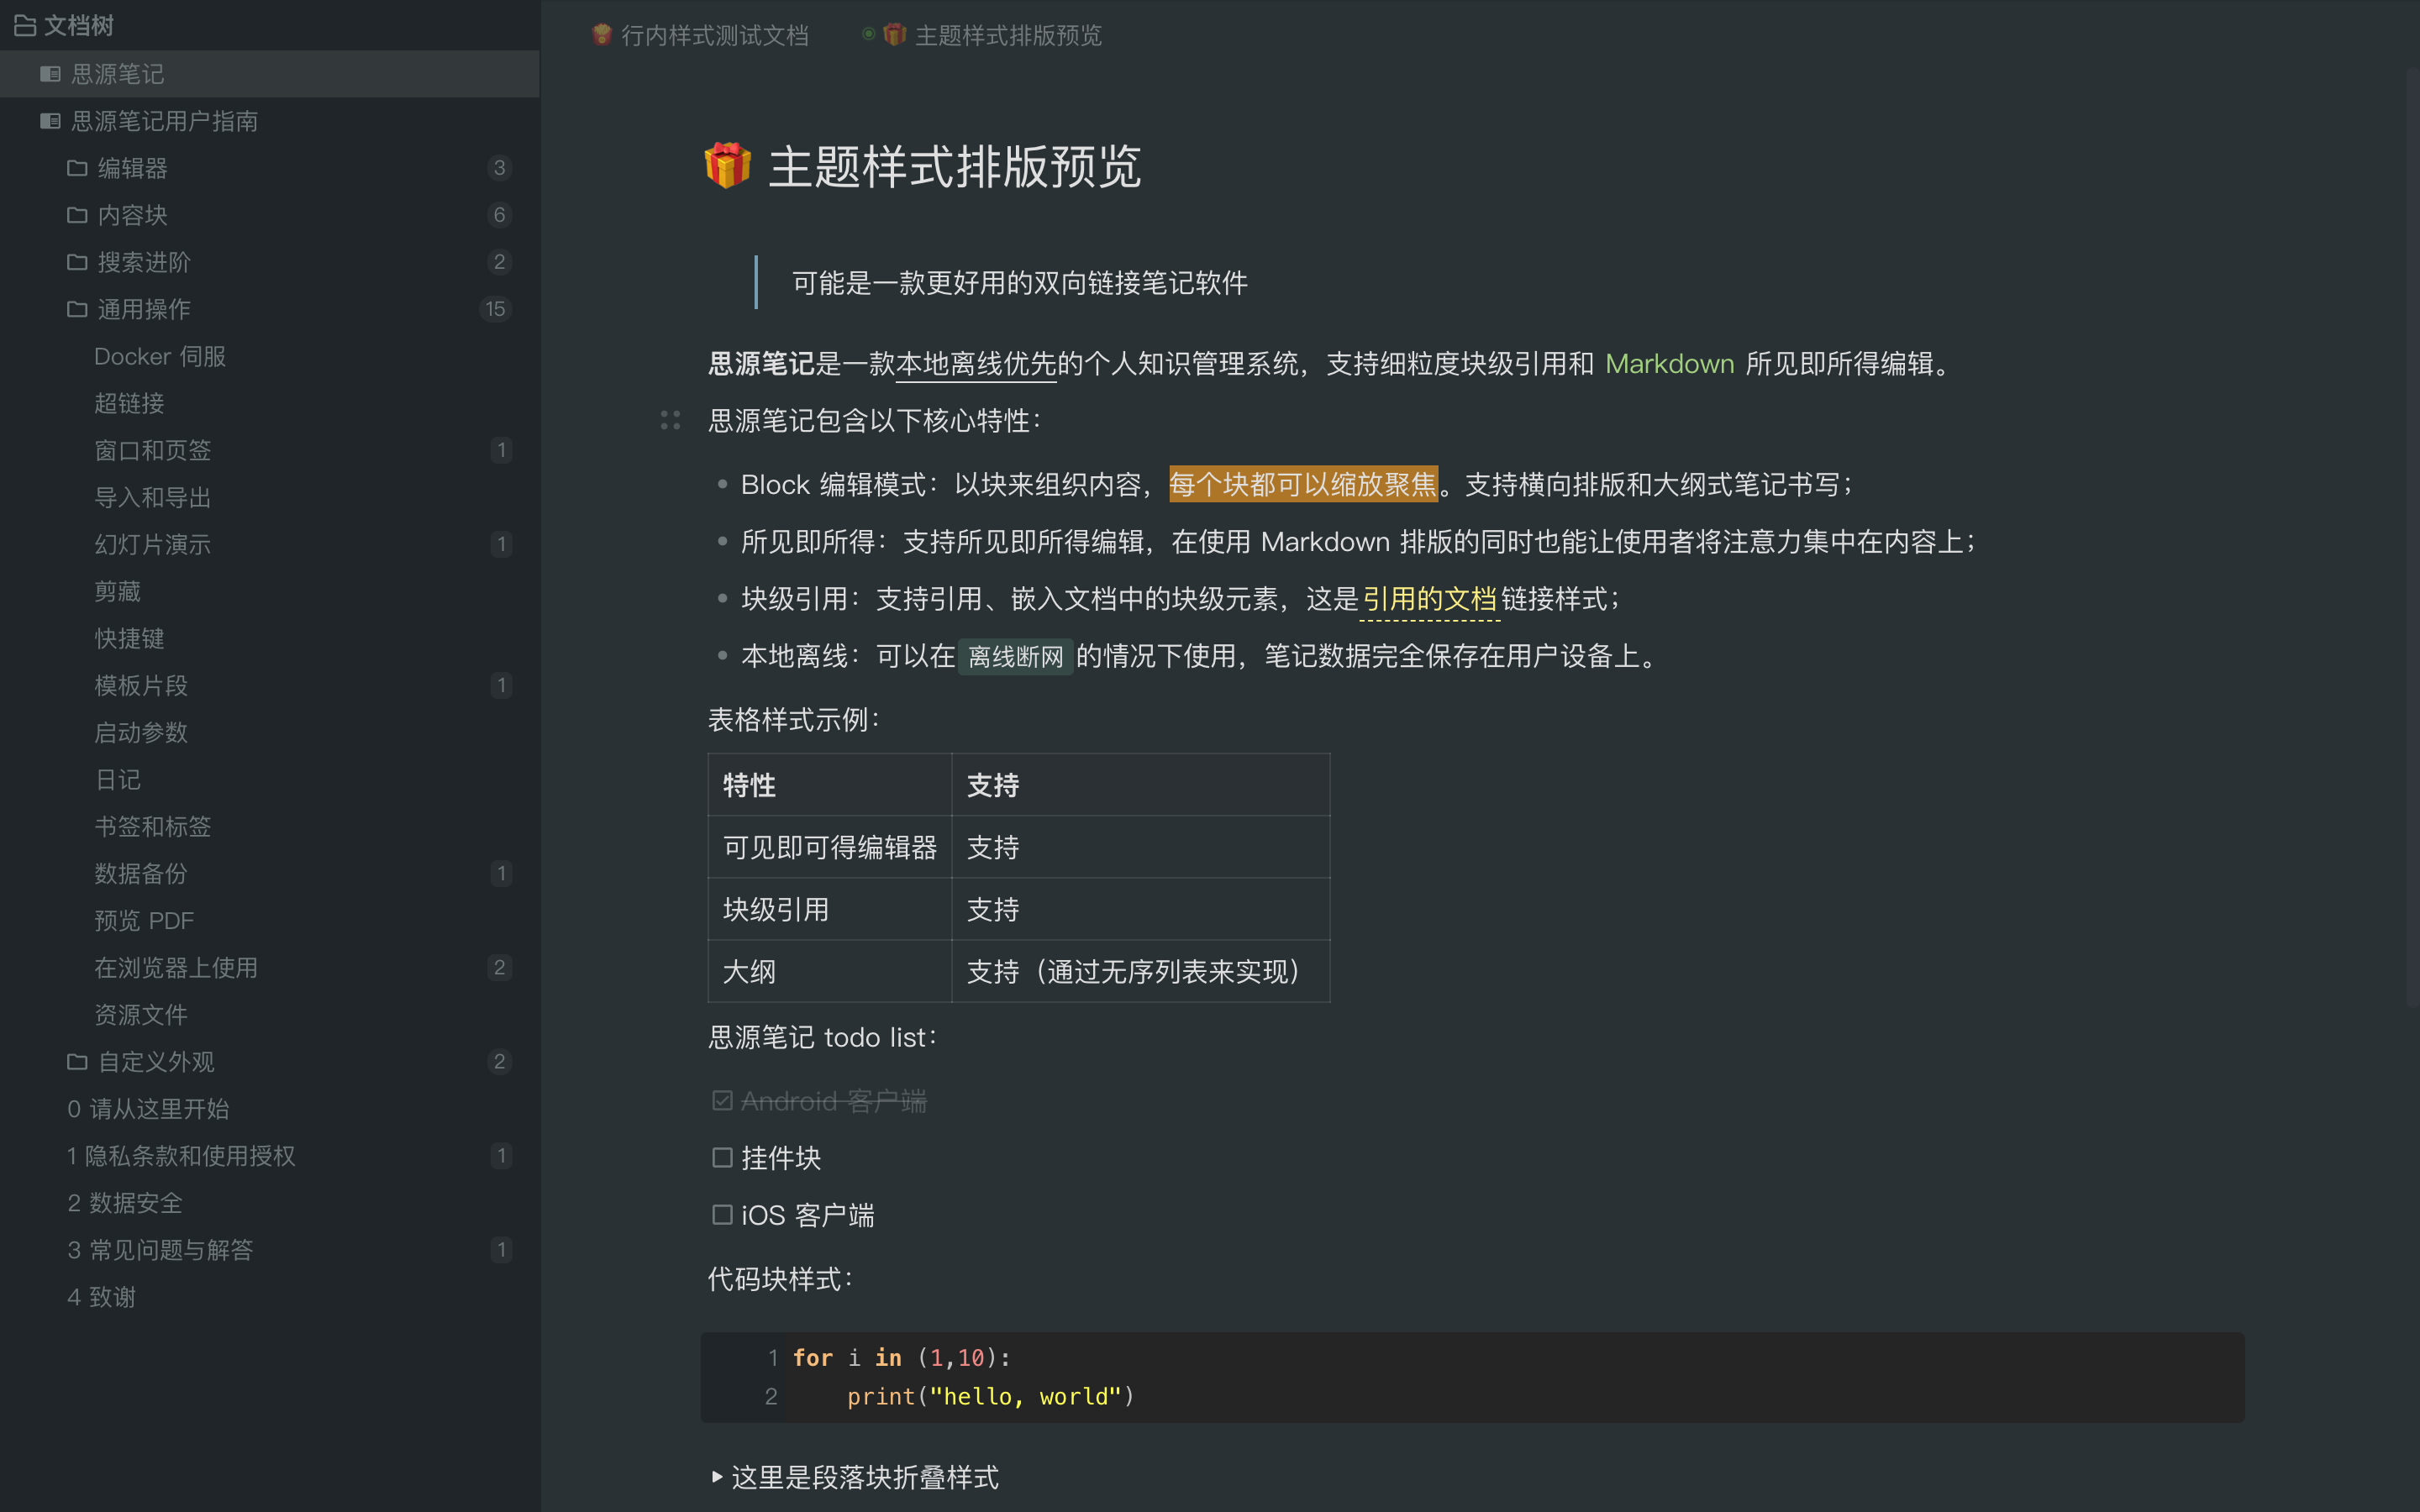 文档树
思源笔记
思源笔记用户指南
编辑器 3
内容块 6
搜索进阶 2
通用操作 15
Docker 伺服
超链接
窗口和页签 1
导入和导出
幻灯片演示 1
剪藏
快捷键
模板片段 1
启动参数
日记
书签和标签
数据备份 1
预览 PDF
在浏览器上使用 2
资源文件
自定义外观 2
0 请从这里开始
1 隐私条款和使用授权 1
2 数据安全
3 常见问题与解答 1
4 致谢
行内样式测试文档 主题样式排版预览
主题样式排版预览
可能是一款更好用的双向链接笔记软件
思源笔记是一款本地离线优先的个人知识管理系统，支持细粒度块级引用和 Markdown 所见即所得编辑。
思源笔记包含以下核心特性：
Block 编辑模式：以块来组织内容，每个块都可以缩放聚焦。支持横向排版和大纲式笔记书写；
所见即所得：支持所见即所得编辑，在使用 Markdown 排版的同时也能让使用者将注意力集中在内容上；
块级引用：支持引用、嵌入文档中的块级元素，这是引用的文档链接样式；
本地离线：可以在离线断网的情况下使用，笔记数据完全保存在用户设备上。
表格样式示例：
特性 支持
可见即可得编辑器 支持
块级引用 支持
大纲 支持（通过无序列表来实现）
思源笔记 todo list：
Android 客户端
挂件块
iOS 客户端
代码块样式：
1 for i in (1,10):
2 print("hello, world")
这里是段落块折叠样式